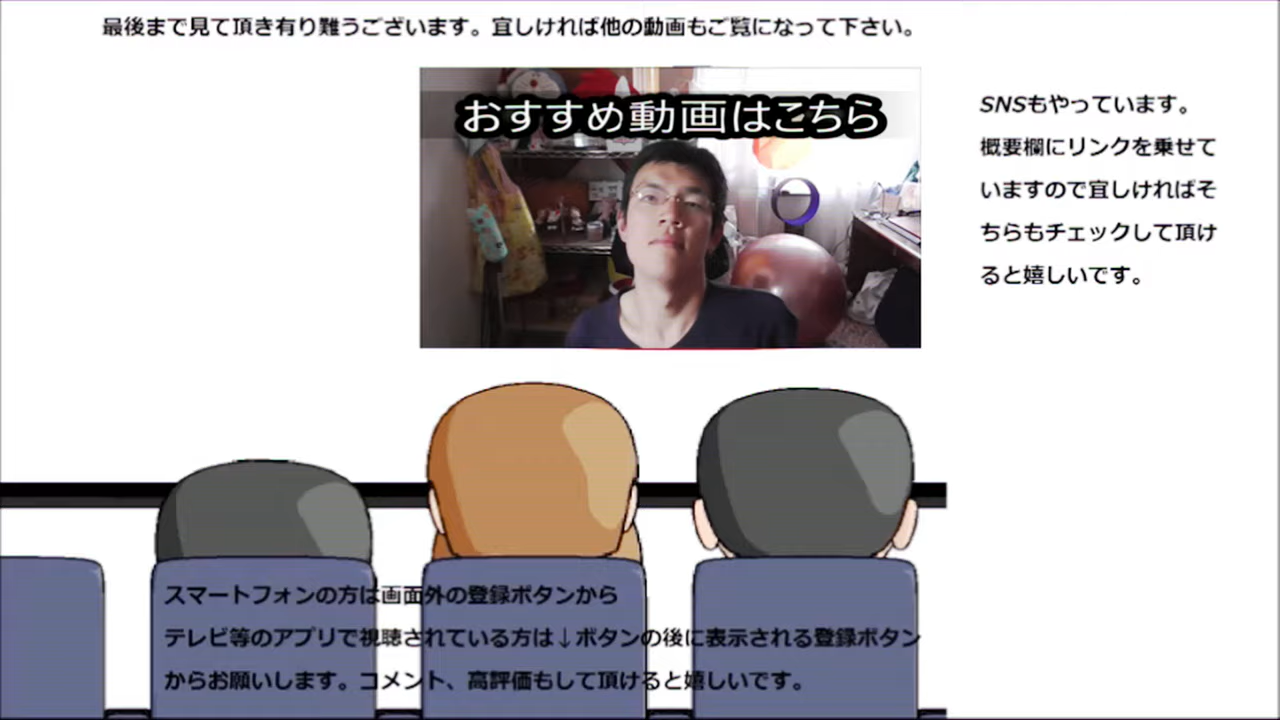 最後まで見て頂き有り難うございます。宜しければ他の動画もご覧になって下さい。
おすすめ動画はこちら
SNSもやっています。
概要欄にリンクを乗せて
いますので宜しければそ
ちらもチェックして頂け
ると嬉しいです。
スマートフォンの方は画面外の登録ボタンから
テレビ等のアプリで視聴されている方は↓ボタンの後に表示される登録ボタン
からお願いします。コメント、高評価もして頂けると嬉しいです。